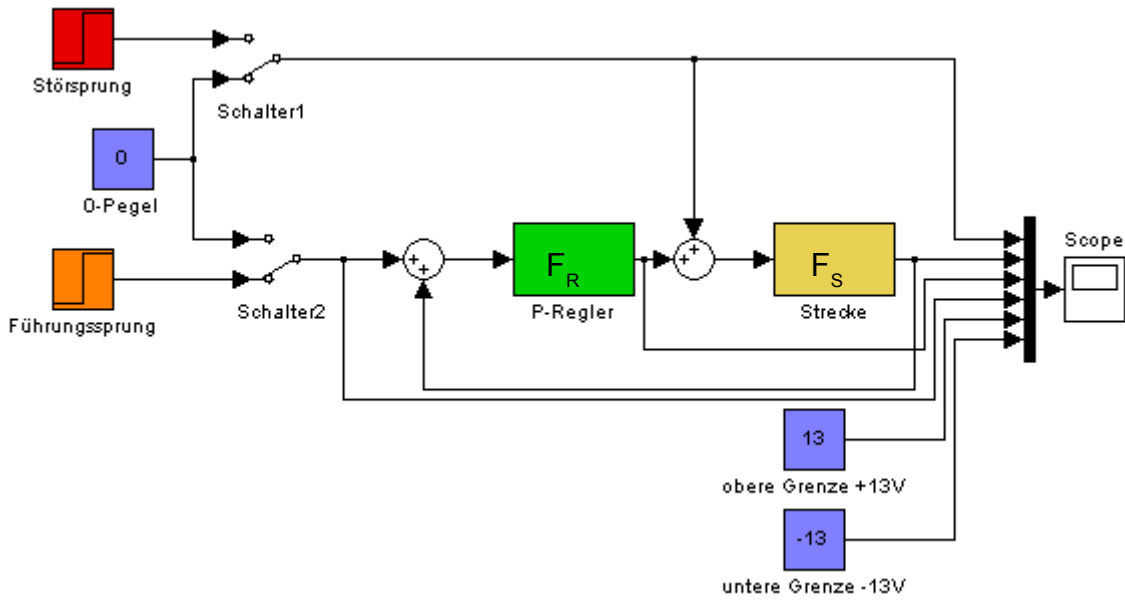 Störsprung
Schalter1
0
0-Pegel
Führungssprung
Schalter2
+
+
F_R
P-Regler
+
+
F_S
Strecke
Scope
13
obere Grenze +13V
-13
untere Grenze -13V